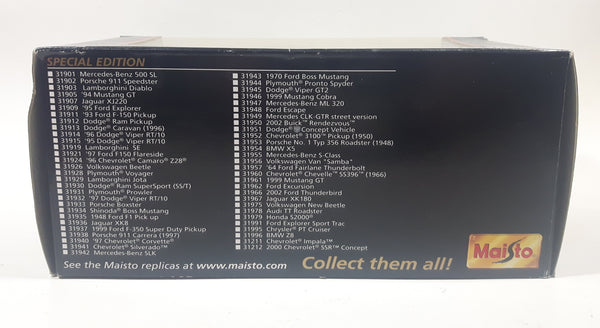 SPECIAL EDITION
31901 Mercedes-Benz 500 SL
31902 Porsche 911 Speedster
31903 Lamborghini Diablo
31905 '94 Mustang GT
31907 Jaguar XJ220
31909 '95 Ford Explorer
31911 '93 Ford F-150 Pickup
31912 Dodge® Ram Pickup
31913 Dodge® Caravan (1996)
31914 '96 Dodge® Viper RT/10
31915 '95 Dodge® Viper RT/10
31919 Lamborghini SE
31921 '97 Ford F150 Flareside
31924 '96 Chevrolet® Camaro® Z28®
31926 Volkswagen Beetle
31928 Plymouth® Voyager
31929 Lamborghini Jota
31930 Dodge® Ram SuperSport (SS/T)
31931 Plymouth® Prowler
31932 '97 Dodge® Viper RT/10
31933 Porsche Boxster
31934 Shinoda® Boss Mustang
31935 1948 Ford F1 Pick up
31936 Jaguar XK8
31937 1999 Ford F-350 Super Duty Pickup
31938 Porsche 911 Carrera (1997)
31940 '97 Chevrolet® Corvette®
31941 Chevrolet® Silverado™
31942 Mercedes-Benz SLK
31943 1970 Ford Boss Mustang
31944 Plymouth® Pronto Spyder
31945 Dodge® Viper GT2
31946 1999 Mustang Cobra
31947 Mercedes-Benz ML 320
31948 Ford Escape
31949 Mercedes CLK-GTR street version
31950 2002 Buick™ Rendezvous™
31951 Dodge® Concept Vehicle
31952 Chevrolet® 3100™ Pickup (1950)
31953 Porsche No. 1 Typ 356 Roadster (1948)
31954 BMW X5
31955 Mercedes-Benz S Class
31956 Volkswagen Van "Samba"
31957 '64 Ford Fairlane Thunderbolt
31960 Chevrolet® Chevelle™ SS396™ (1966)
31961 1999 Mustang GT
31962 Ford Excursion
31966 2002 Ford Thunderbird
31967 Jaguar XK180
31975 Volkswagen New Beetle
31978 Audi TT Roadster
31979 Honda S2000®
31991 Ford Explorer Sport Trac
31995 Chrysler® PT Cruiser
31996 BMW Z8
31211 Chevrolet® Impala™
31212 2000 Chevrolet® SSR™ Concept
See the Maisto replicas at www.maisto.com
Collect them all!
Maisto